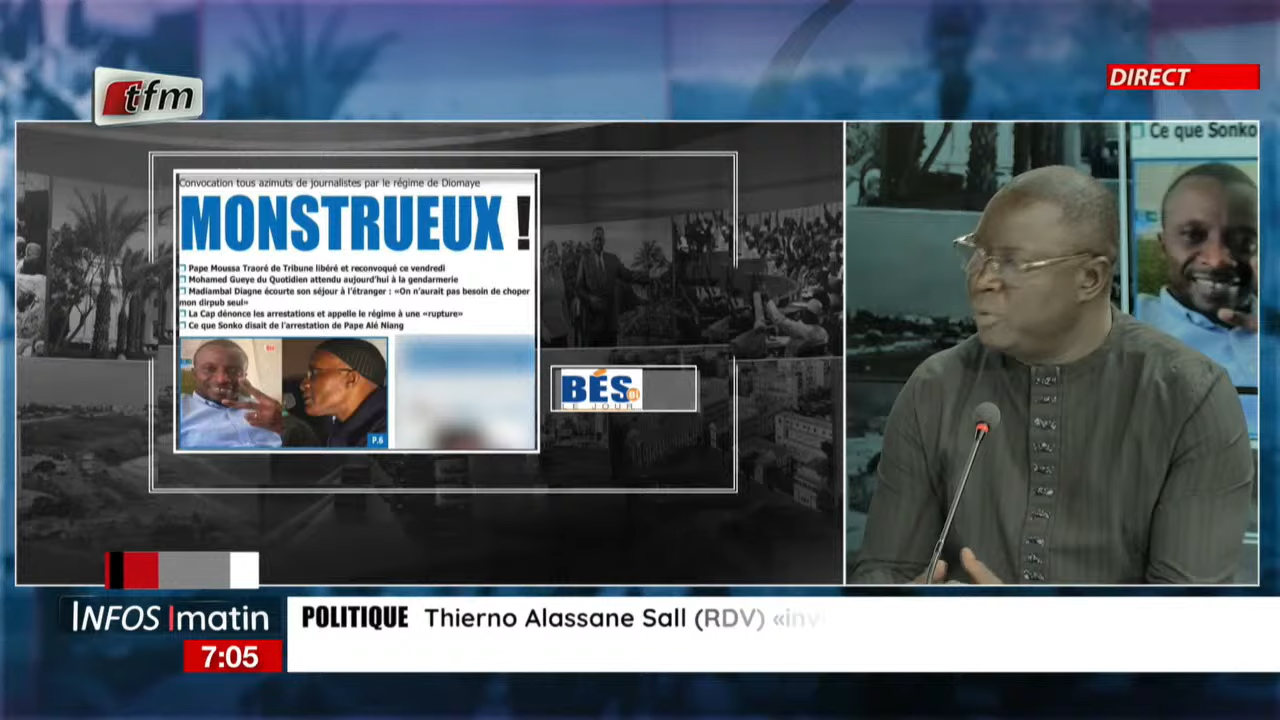 tfm
DIRECT
Convocation tous azimuts de journalistes par le régime de Diomaye
MONSTRUEUX !
Pape Moussa Traoré de Tribune libéré et reconvoqué ce vendredi
Mohamed Gueye du Quotidien attendu aujourd'hui à la gendarmerie
Madiambal Diagne écourte son séjour à l'étranger : «On n'aurait pas besoin de choper
mon dirpub seul»
La Cap dénonce les arrestations et appelle le régime à une «rupture»
Ce que Sonko disait de l'arrestation de Pape Alé Niang
P.6
BÉS
LE JOUR
Ce que Sonko
INFOS matin
7:05
POLITIQUE Thierno Alassane Sall (RDV) «inv